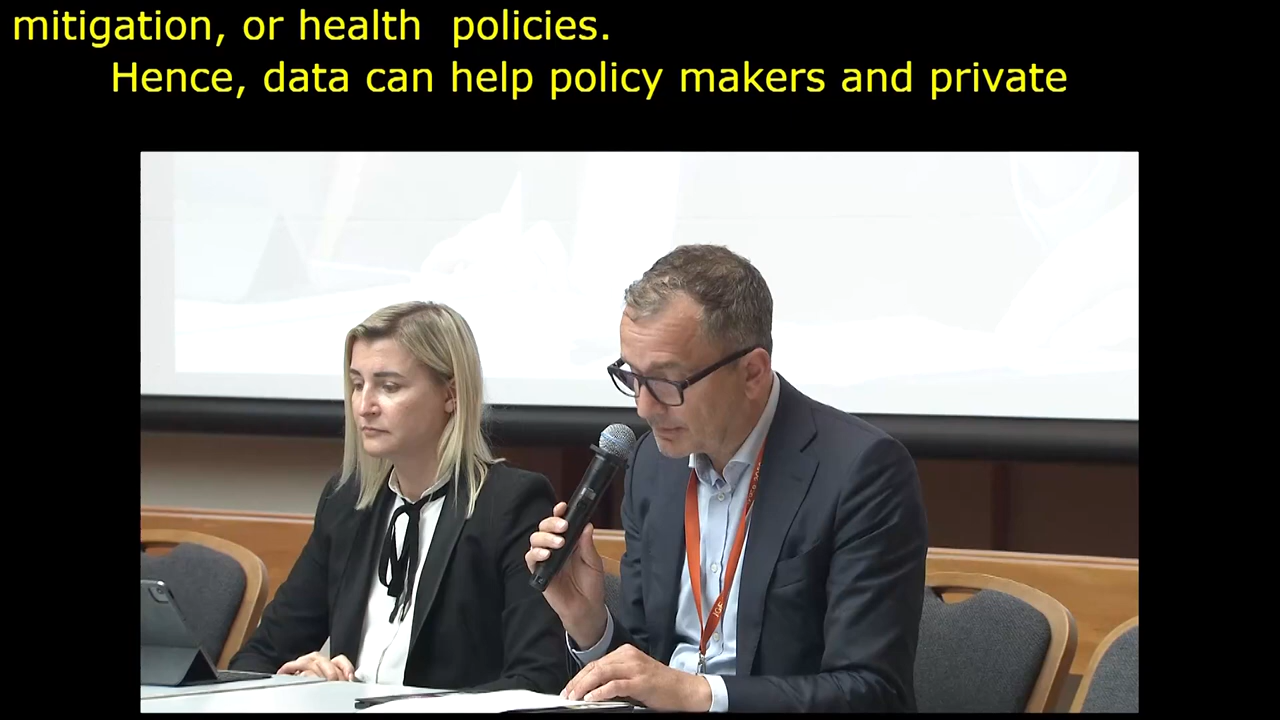 mitigation, or health  policies.
Hence, data can help policy makers and private